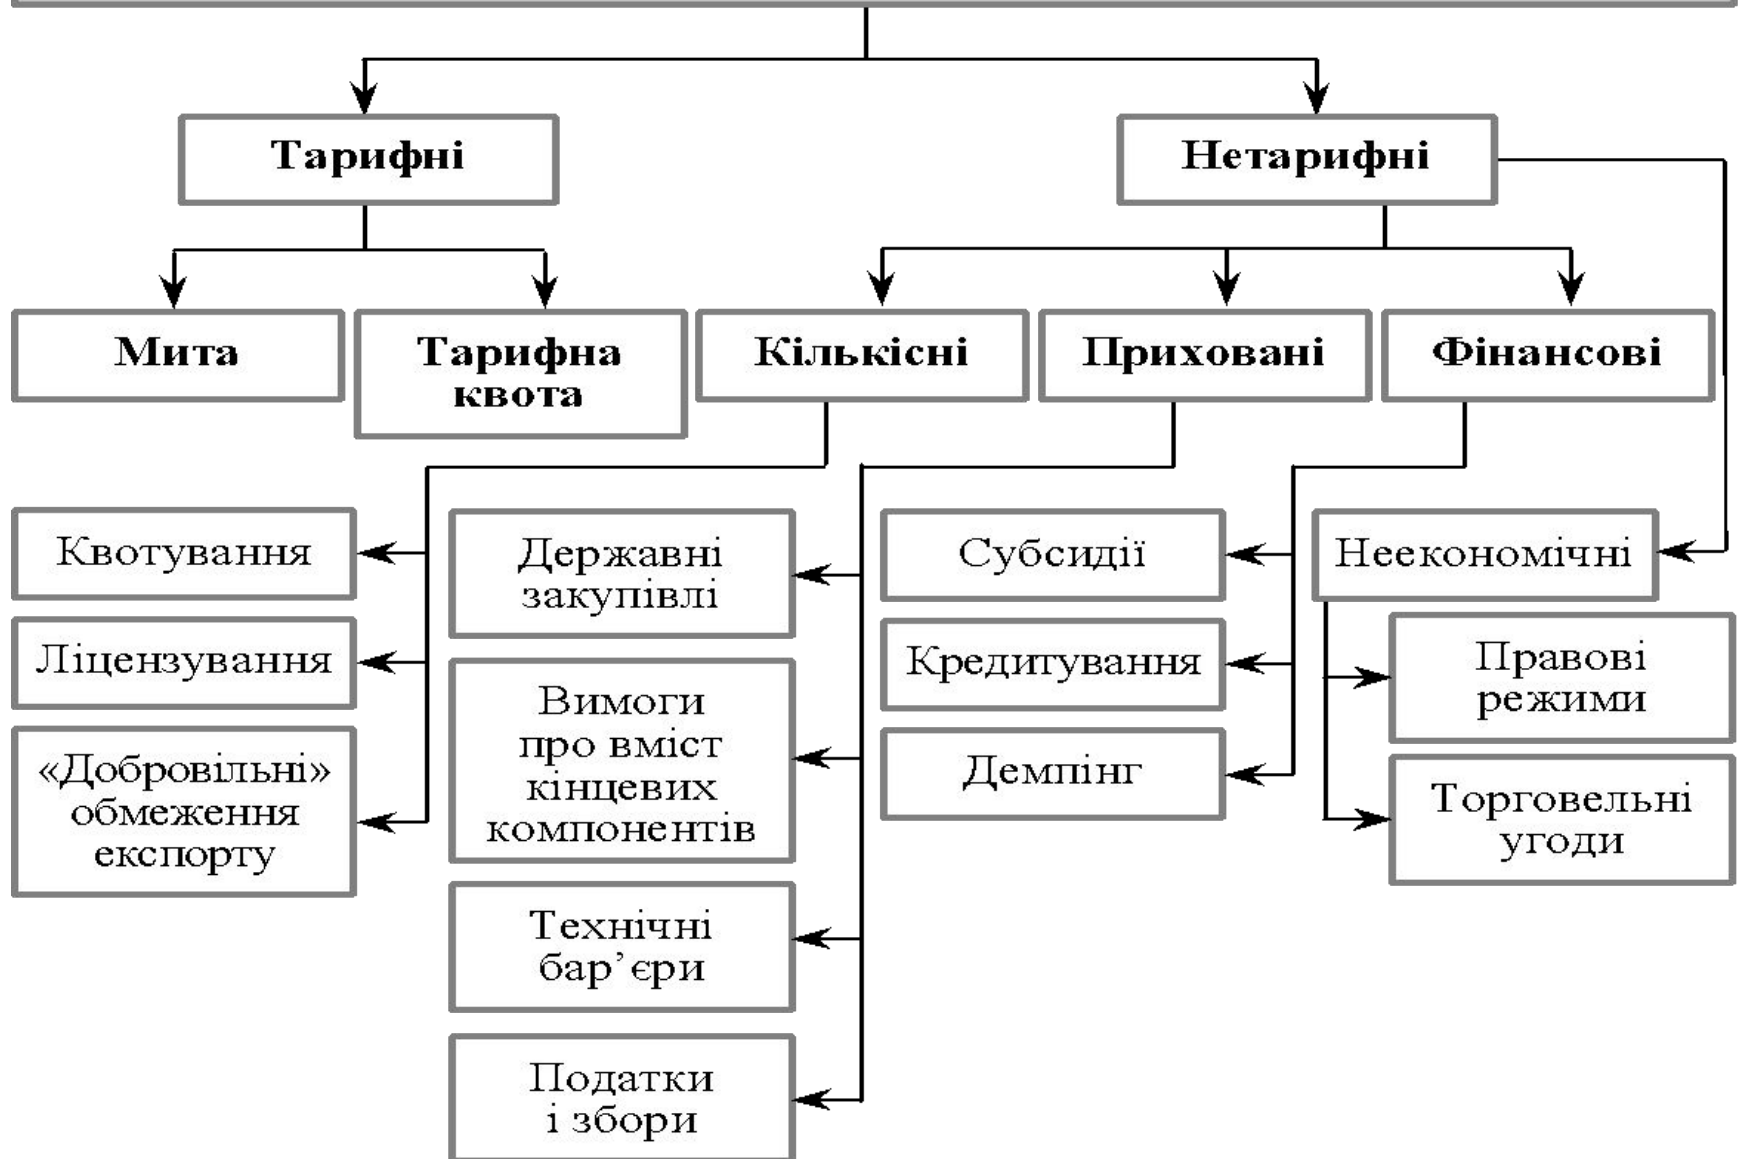 Тарифні
Нетарифні
Мита
Тарифна
квота
Кількісні
Приховані
Фінансові
Квотування
Ліцензування
«Добровільні»
обмеження
експорту
Державні
закупівлі
Вимоги
про вміст
кінцевих
компонентів
Технічні
бар’єри
Податки
і збори
Субсидії
Кредитування
Демпінг
Неекономічні
Правові
режими
Торговельні
угоди